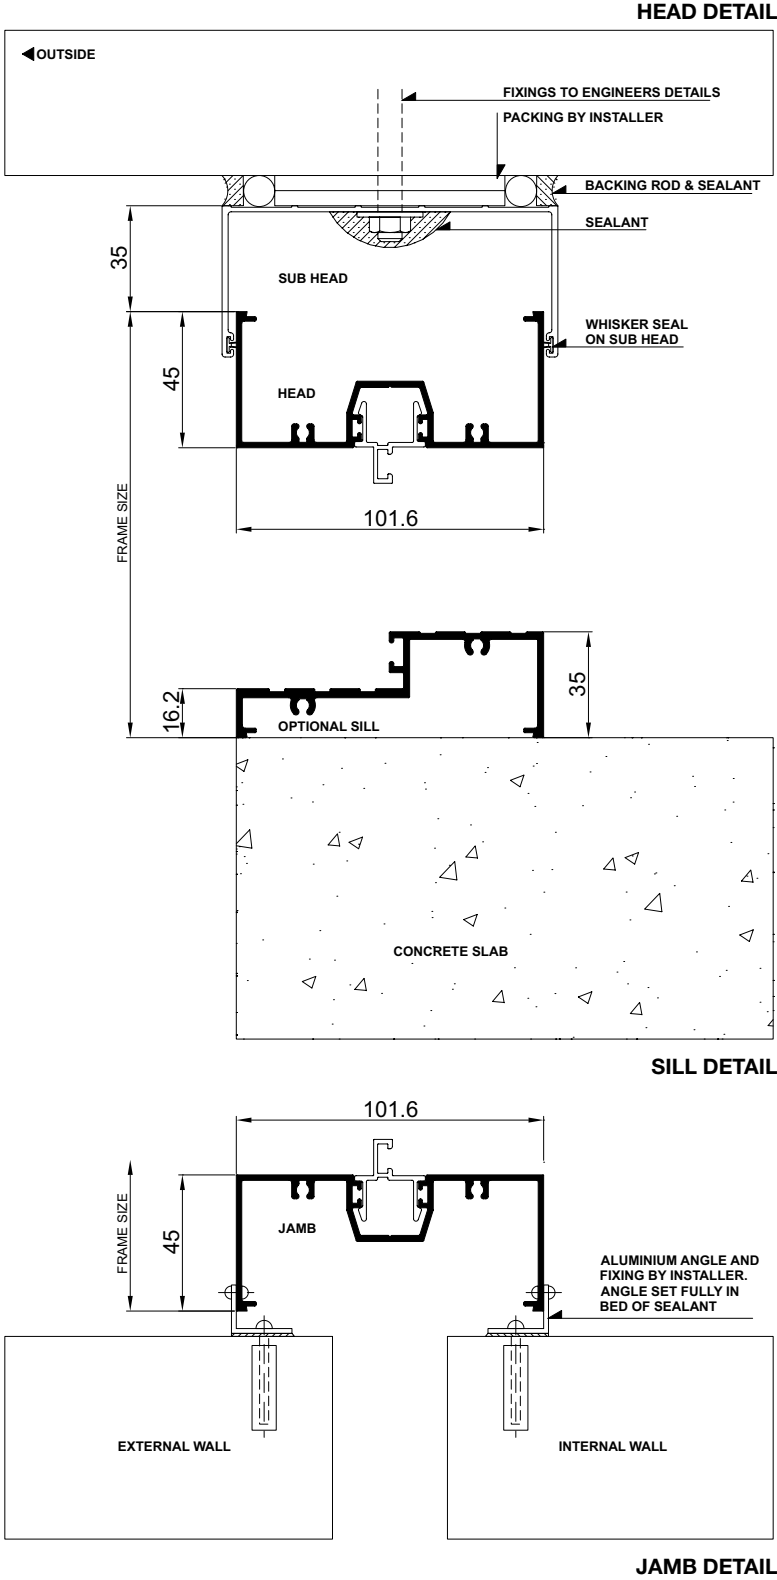 HEAD DETAIL
OUTSIDE
FIXINGS TO ENGINEERS DETAILS
PACKING BY INSTALLER
BACKING ROD & SEALANT
SEALANT
35
SUB HEAD
WHISKER SEAL
ON SUB HEAD
45
HEAD
FRAME SIZE
101.6
35
16.2
OPTIONAL SILL
CONCRETE SLAB
SILL DETAIL
101.6
FRAME SIZE
45
JAMB
ALUMINIUM ANGLE AND
FIXING BY INSTALLER.
ANGLE SET FULLY IN
BED OF SEALANT
EXTERNAL WALL
INTERNAL WALL
JAMB DETAIL